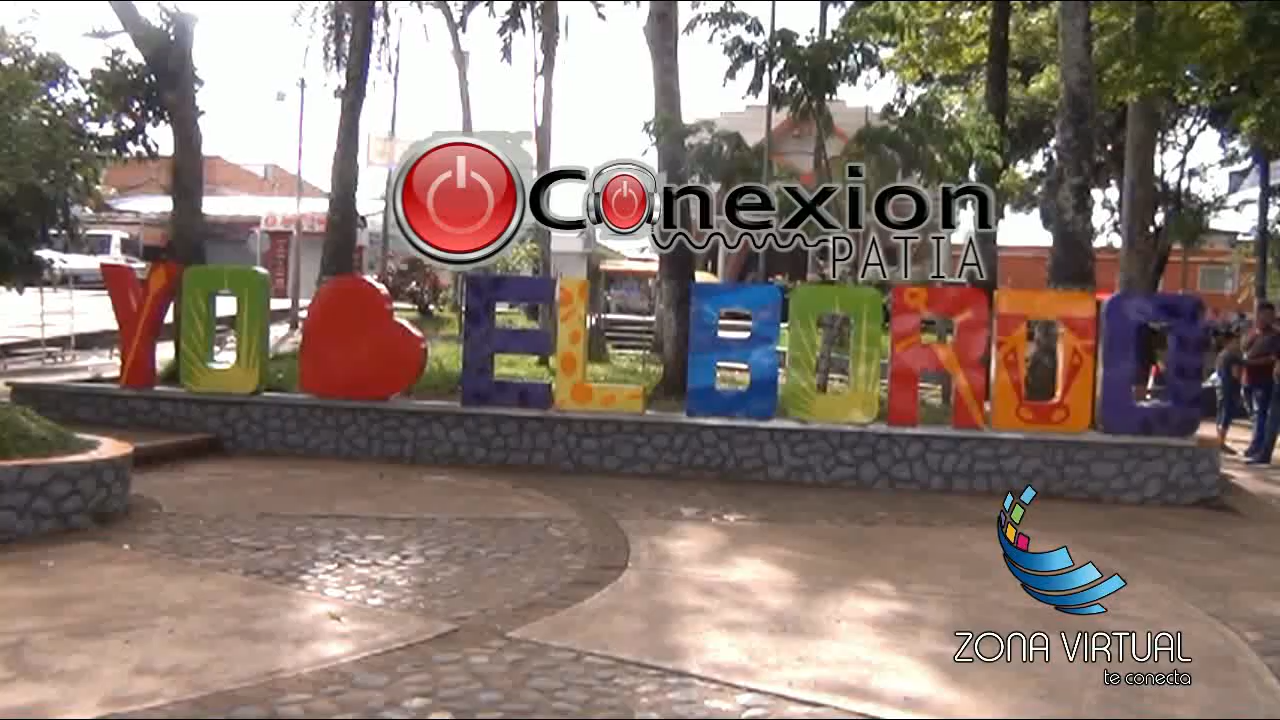 Conexion
PATIA
YO EL BORDO
ZONA VIRTUAL
te conecta